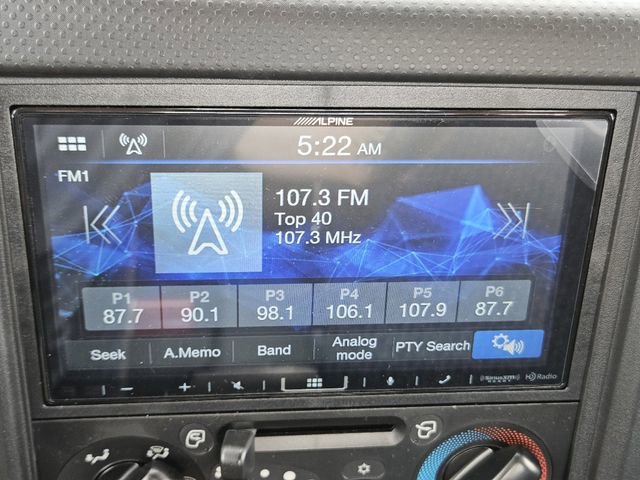 ALPINE
5:22 AM
FM1
107.3 FM
Top 40
107.3 MHz
P1 P2 P3 P4 P5 P6
87.7 90.1 98.1 106.1 107.9 87.7
Seek A.Memo Band Analog mode PTY Search
SiriusXM HD Radio
READY